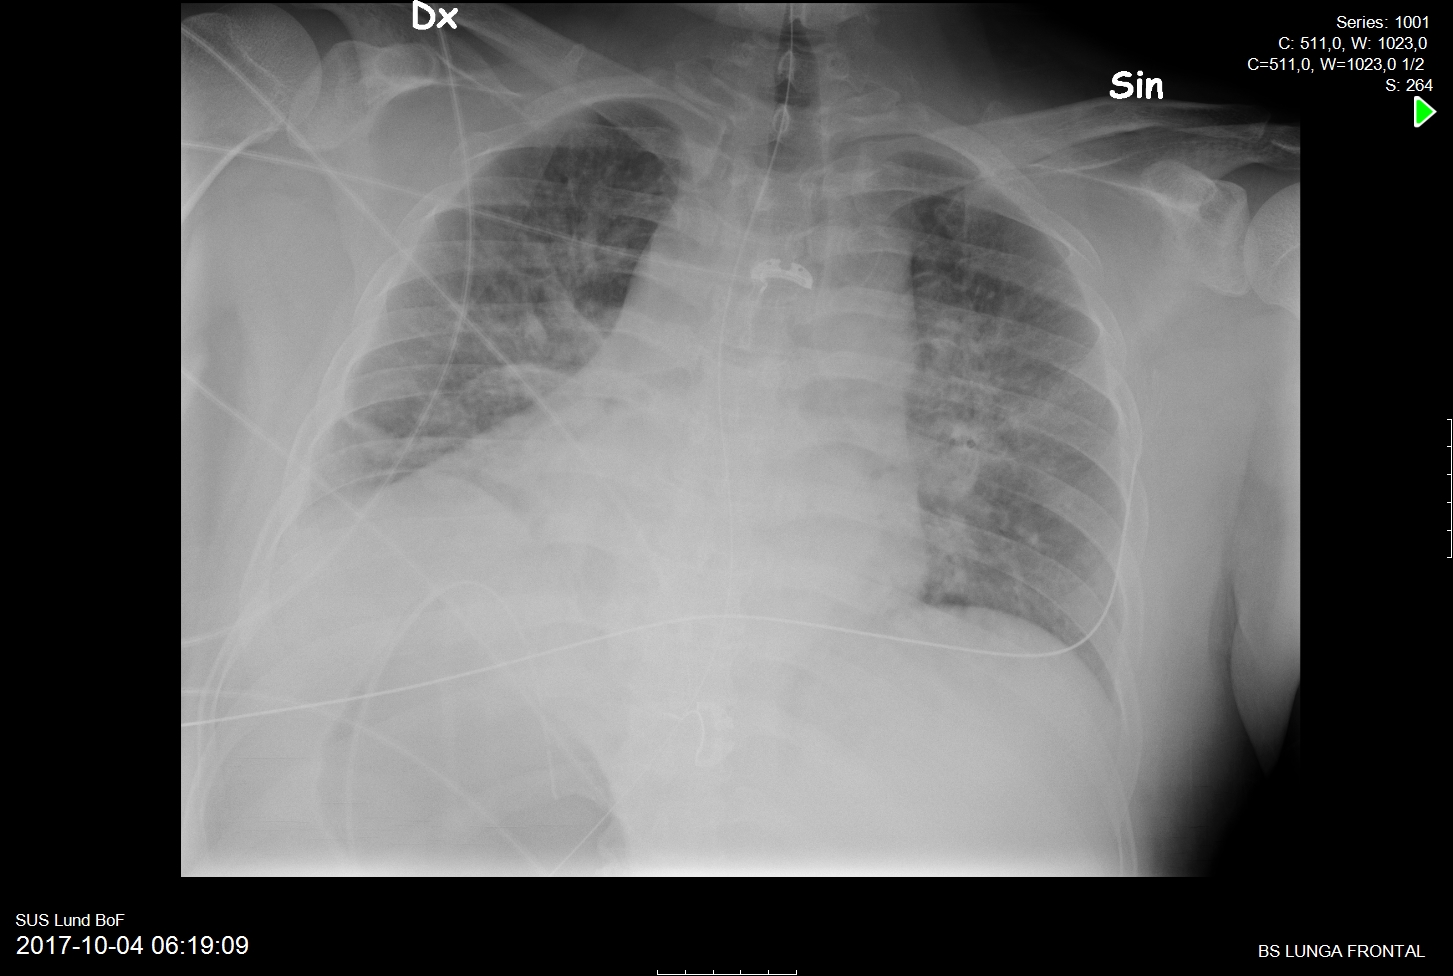 Dx
Series: 1001
C: 511,0, W: 1023,0
C=511,0, W=1023,0 1/2
S: 264
Sin
SUS Lund BoF
2017-10-04 06:19:09
BS LUNGA FRONTAL